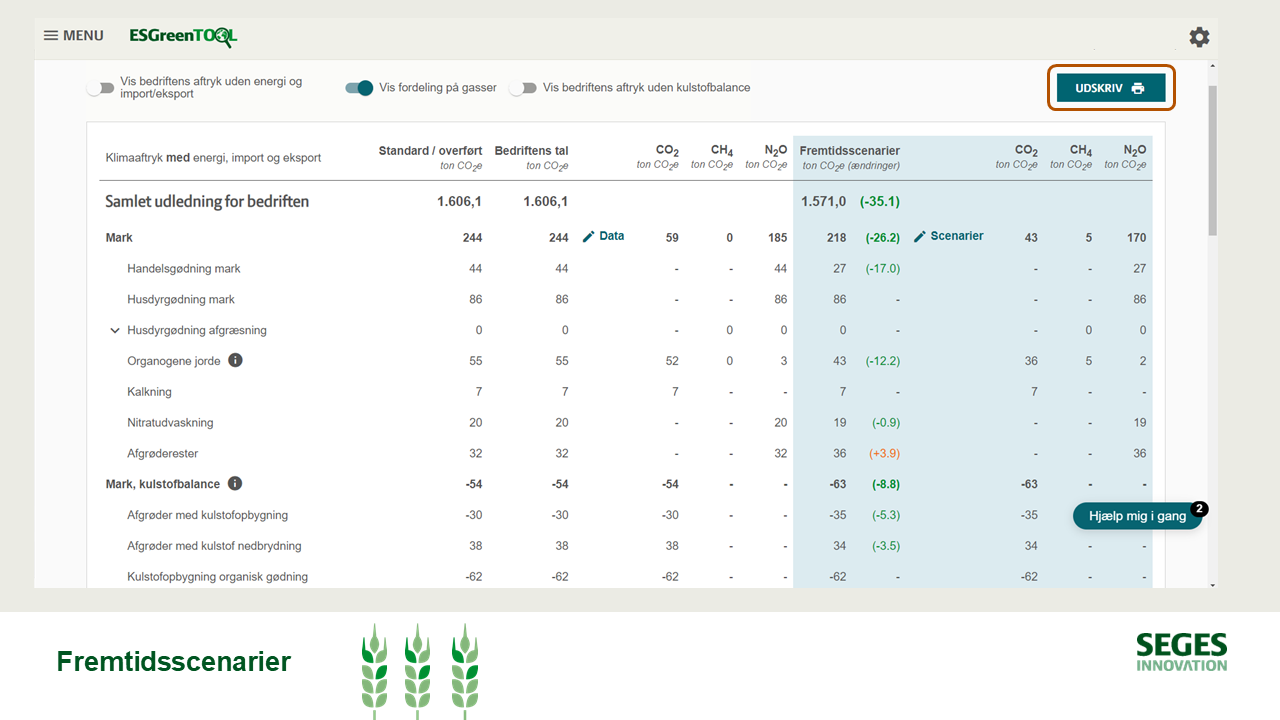 MENU ESGreenTOOL
Vis bedriftens aftryk uden energi og
import/eksport
Vis fordeling på gasser
Vis bedriftens aftryk uden kulstofbalance
UDSKRIV
Klimaaftryk med energi, import og eksport Standard / overført Bedriftens tal CO2 CH4 N2O Fremtidsscenarier CO2 CH4 N2O
ton CO2e ton CO2e ton CO2e ton CO2e ton CO2e ton CO2e (ændringer) ton CO2e ton CO2e ton CO2e
Samlet udledning for bedriften 1.606,1 1.606,1 1.571,0 (-35.1)
Mark 244 244 Data 59 0 185 218 (-26.2) Scenarier 43 5 170
Handelsgødning mark 44 44 - - 44 27 (-17.0) - - 27
Husdyrgødning mark 86 86 - - 86 86 - - - 86
Husdyrgødning afgræsning 0 0 - 0 0 0 - - 0 0
Organogene jorde i 55 55 52 0 3 43 (-12.2) 36 5 2
Kalkning 7 7 7 - - 7 - 7 - -
Nitratudvaskning 20 20 - - 20 19 (-0.9) - - 19
Afgrøderester 32 32 - - 32 36 (+3.9) - - 36
Mark, kulstofbalance i -54 -54 -54 - - -63 (-8.8) -63 - -
Afgrøder med kulstofopbygning -30 -30 -30 - - -35 (-5.3) -35
Hjælp mig i gang 2
Afgrøder med kulstof nedbrydning 38 38 38 - - 34 (-3.5) 34 - -
Kulstofopbygning organisk gødning -62 -62 -62 - - -62 - -62 - -
Fremtidsscenarier
SEGES
INNOVATION